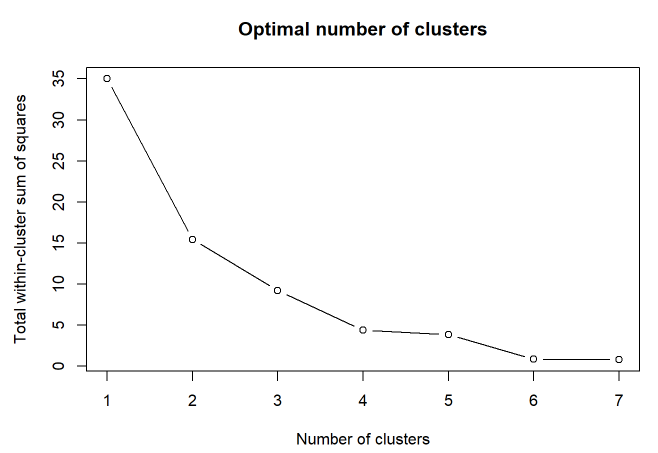 Optimal number of clusters
Total within-cluster sum of squares
35
30
25
20
15
10
5
0
1 2 3 4 5 6 7
Number of clusters